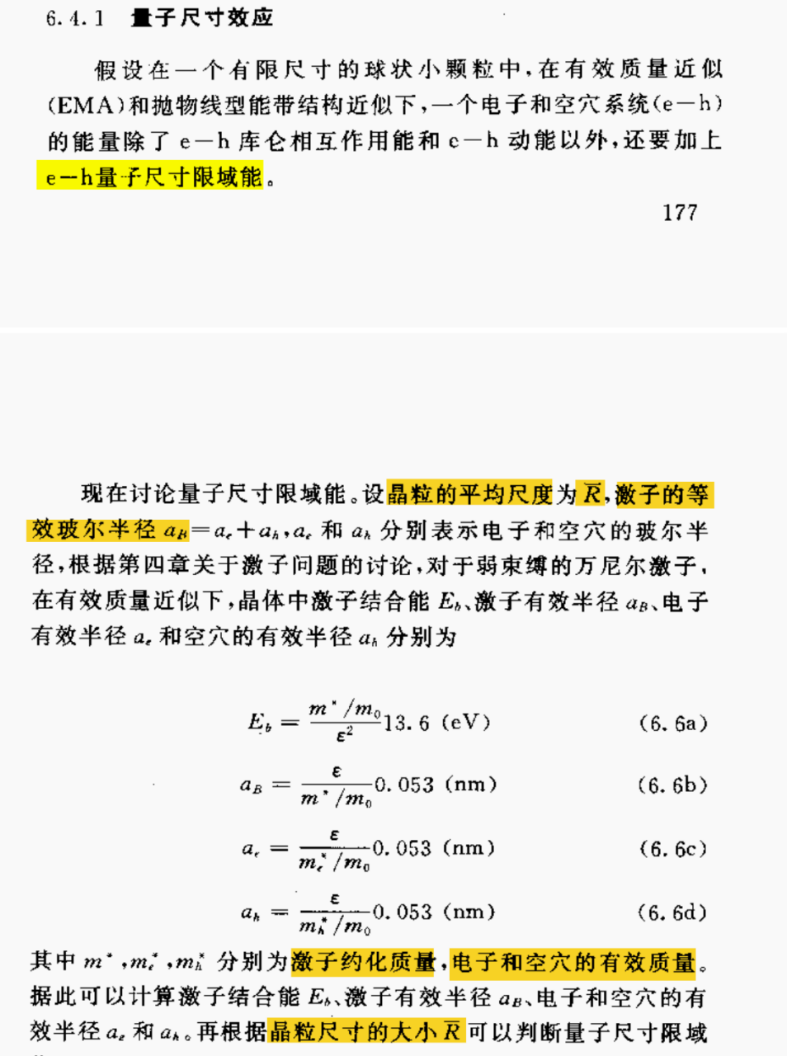 6.4.1 量子尺寸效应
假设在一个有限尺寸的球状小颗粒中,在有效质量近似
(EMA)和抛物线型能带结构近似下,一个电子和空穴系统(e-h)
的能量除了 e-h 库仑相互作用能和 e-h 动能以外,还要加上
e-h量子尺寸限域能。
177
现在讨论量子尺寸限域能。设晶粒的平均尺度为 R̅,激子的等
效玻尔半径 a_B=a_e+a_h,a_e 和 a_h 分别表示电子和空穴的玻尔半
径,根据第四章关于激子问题的讨论,对于弱束缚的万尼尔激子,
在有效质量近似下,晶体中激子结合能 E_b、激子有效半径 a_B、电子
有效半径 a_e 和空穴的有效半径 a_h 分别为
E_b = (m*/m_0)/ε² 13.6 (eV) (6.6a)
a_B = ε/(m*/m_0) 0.053 (nm) (6.6b)
a_e = ε/(m_e*/m_0) 0.053 (nm) (6.6c)
a_h = ε/(m_h*/m_0) 0.053 (nm) (6.6d)
其中 m*,m_e*,m_h* 分别为激子约化质量,电子和空穴的有效质量。
据此可以计算激子结合能 E_b、激子有效半径 a_B、电子和空穴的有
效半径 a_e 和 a_h。再根据晶粒尺寸的大小 R̅ 可以判断量子尺寸限域